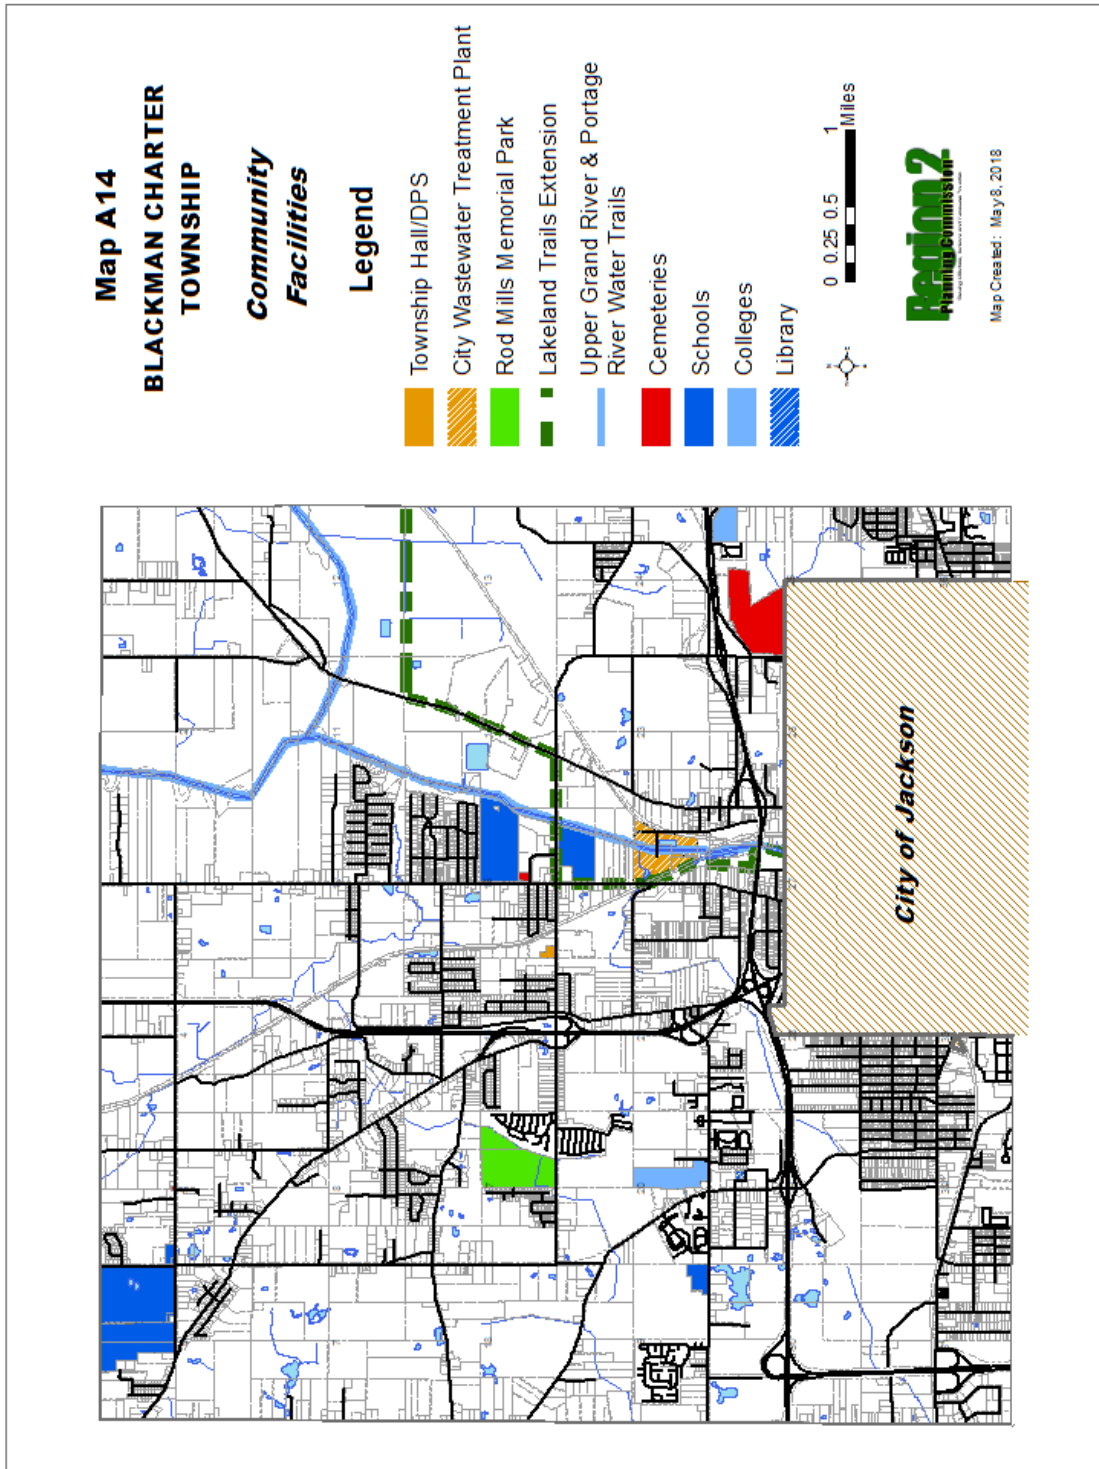 Map A14
BLACKMAN CHARTER
TOWNSHIP
Community
Facilities
Legend
Township Hall/DPS
City Wastewater Treatment Plant
Rod Mills Memorial Park
Lakeland Trails Extension
Upper Grand River & Portage
River Water Trails
Cemeteries
Schools
Colleges
Library
0 0.25 0.5 1
Miles
Region 2
Planning Commission
Map Created: May 8, 2018
City of Jackson